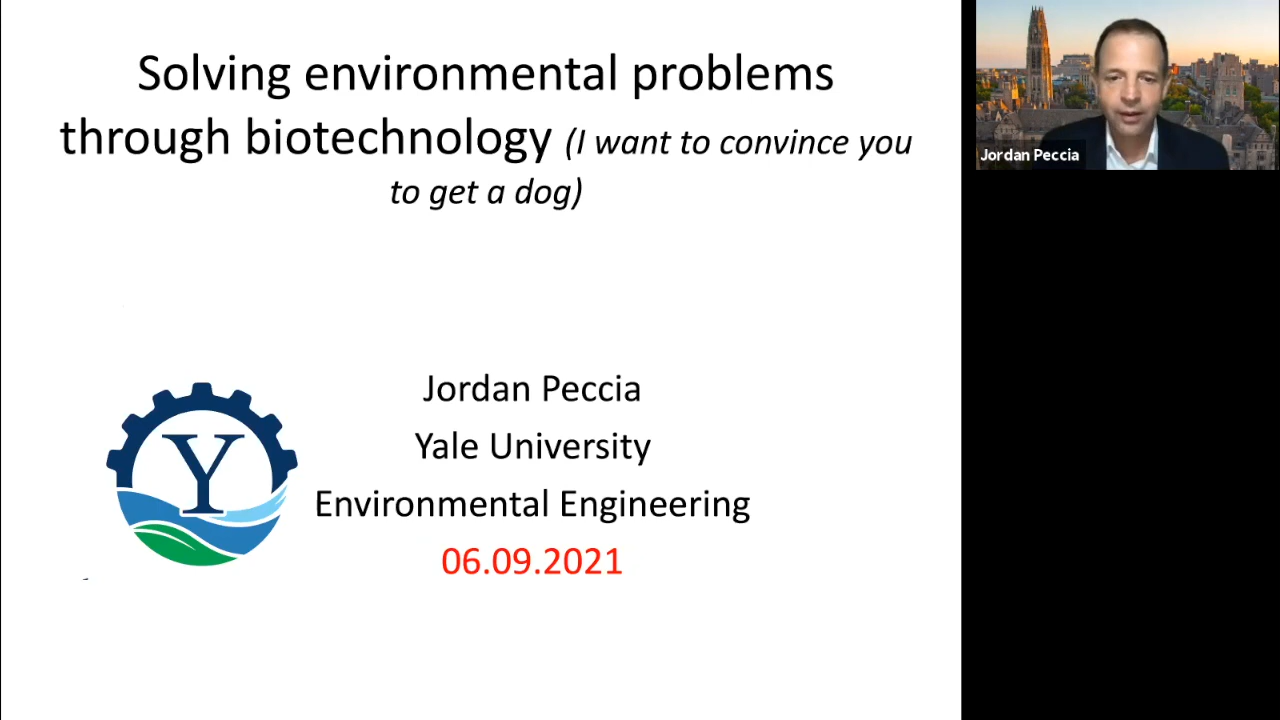 Solving environmental problems
through biotechnology (I want to convince you
to get a dog)
Jordan Peccia
Y
Jordan Peccia
Yale University
Environmental Engineering
06.09.2021